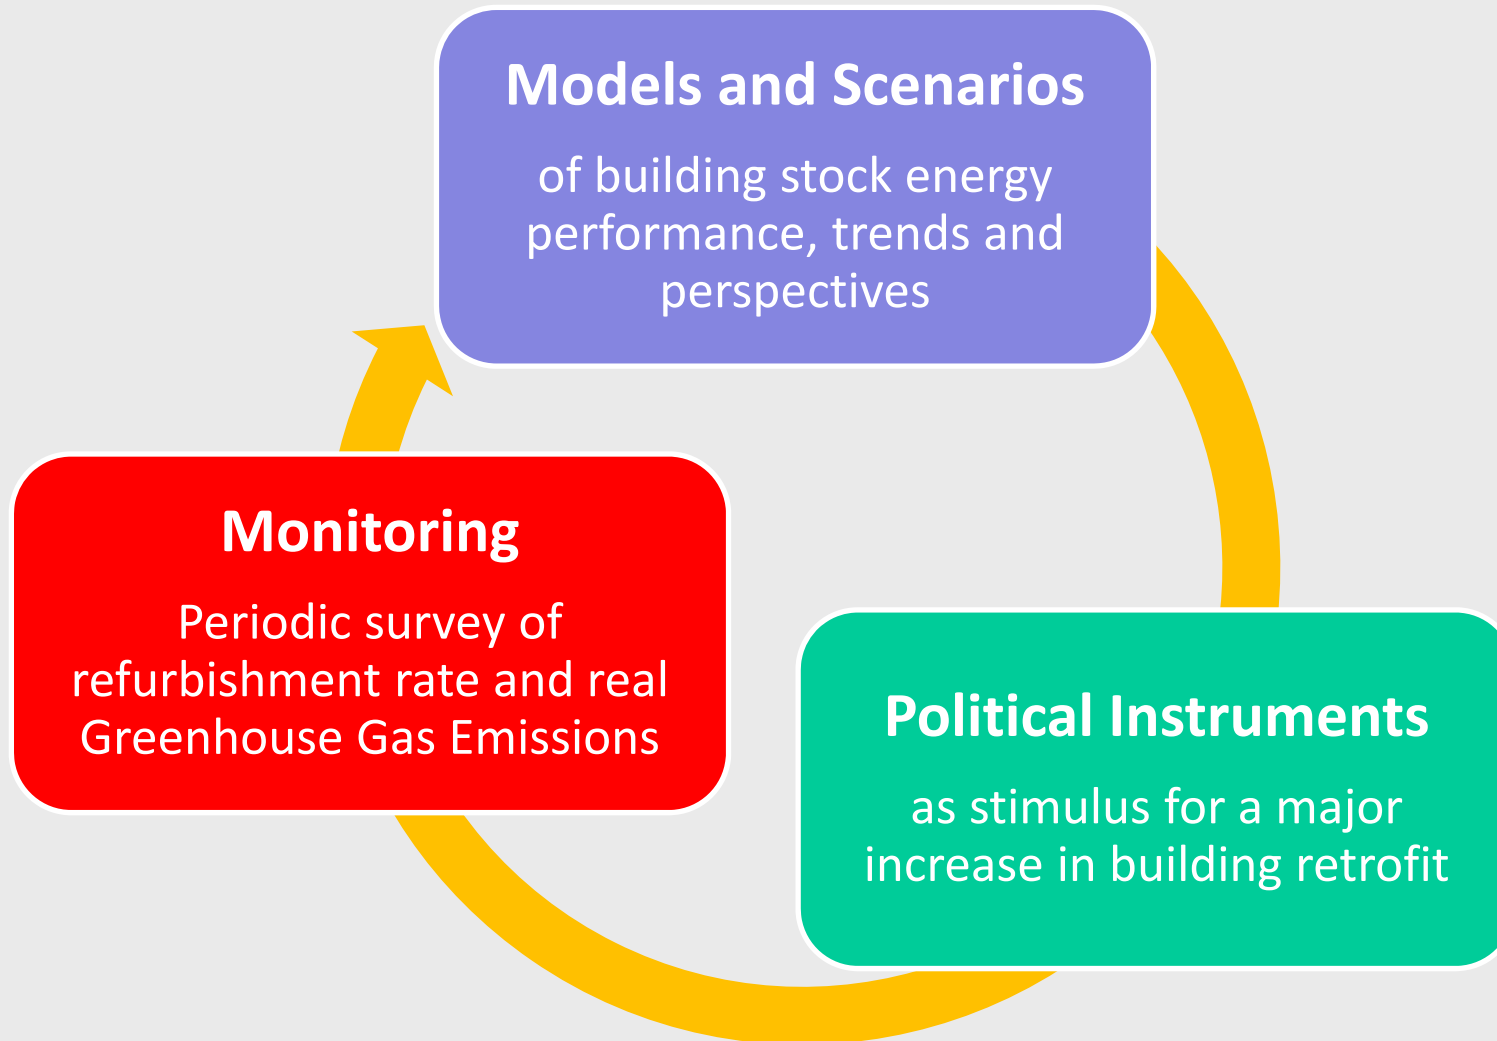 Models and Scenarios
of building stock energy
performance, trends and
perspectives
Monitoring
Periodic survey of
refurbishment rate and real
Greenhouse Gas Emissions
Political Instruments
as stimulus for a major
increase in building retrofit